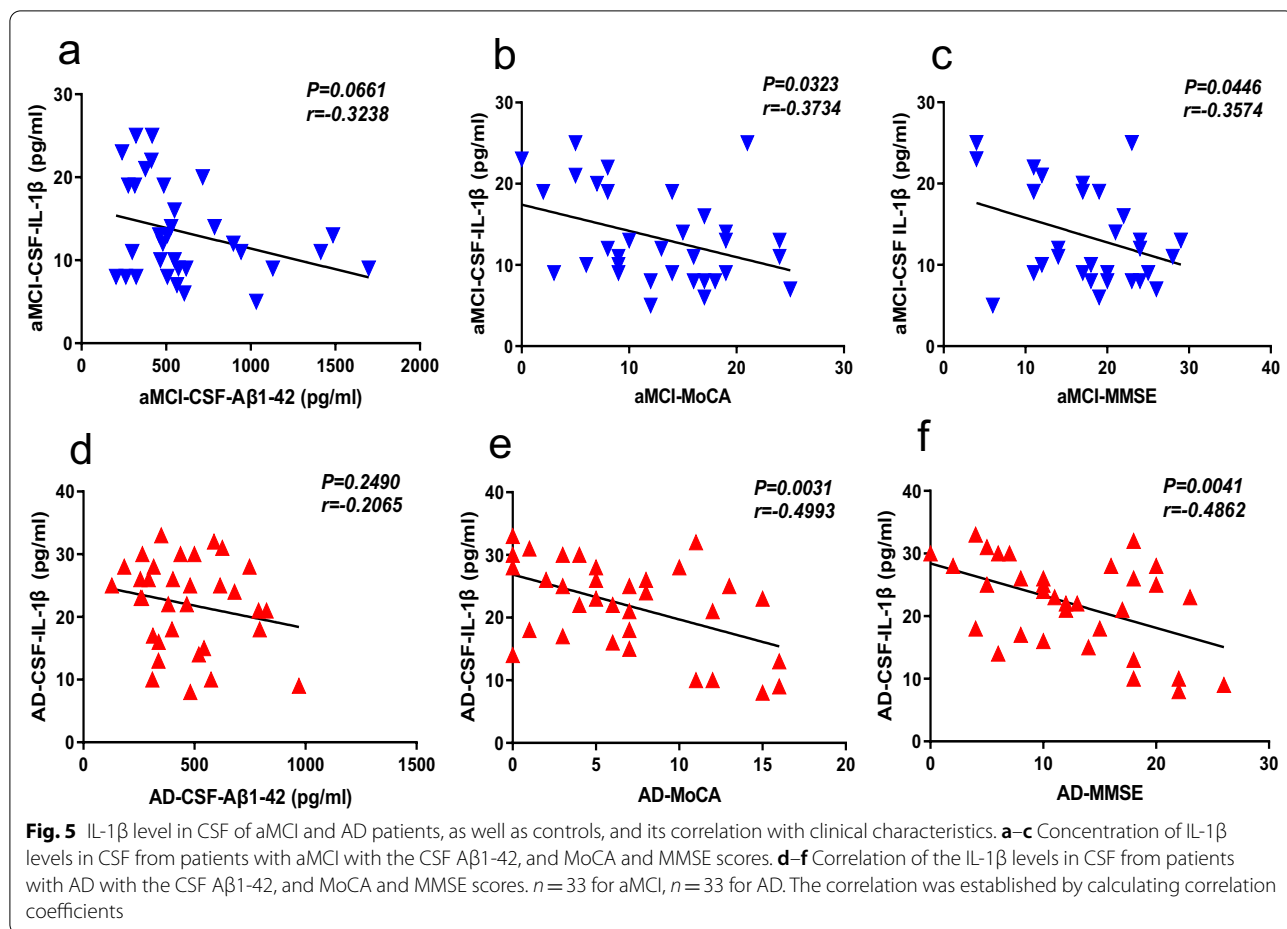 a
P=0.0661
r=-0.3238
aMCI-CSF-IL-1β (pg/ml)
30
20
10
0
0 500 1000 1500 2000
aMCI-CSF-Aβ1-42 (pg/ml)
b
P=0.0323
r=-0.3734
aMCI-CSF-IL-1β (pg/ml)
30
20
10
0
0 10 20 30
aMCI-MoCA
c
P=0.0446
r=-0.3574
aMCI-CSF IL-1β (pg/ml)
30
20
10
0
0 10 20 30 40
aMCI-MMSE
d
P=0.2490
r=-0.2065
AD-CSF-IL-1β (pg/ml)
40
30
20
10
0
0 500 1000 1500
AD-CSF-Aβ1-42 (pg/ml)
e
P=0.0031
r=-0.4993
AD-CSF-IL-1β (pg/ml)
40
30
20
10
0
0 5 10 15 20
AD-MoCA
f
P=0.0041
r=-0.4862
AD-CSF-IL-1β (pg/ml)
40
30
20
10
0
0 10 20 30
AD-MMSE
Fig. 5 IL-1β level in CSF of aMCI and AD patients, as well as controls, and its correlation with clinical characteristics. a–c Concentration of IL-1β
levels in CSF from patients with aMCI with the CSF Aβ1-42, and MoCA and MMSE scores. d–f Correlation of the IL-1β levels in CSF from patients
with AD with the CSF Aβ1-42, and MoCA and MMSE scores. n = 33 for aMCI, n = 33 for AD. The correlation was established by calculating correlation
coefficients